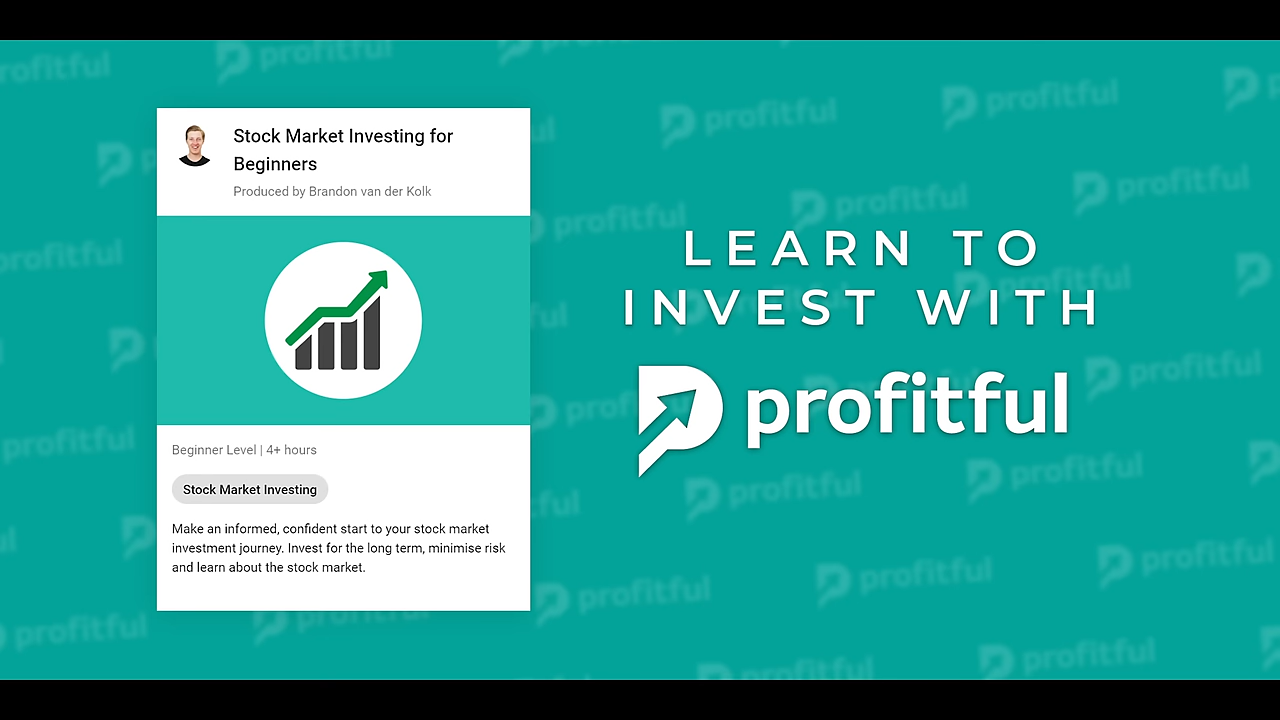 Stock Market Investing for
Beginners
Produced by Brandon van der Kolk
Beginner Level | 4+ hours
Stock Market Investing
Make an informed, confident start to your stock market
investment journey. Invest for the long term, minimise risk
and learn about the stock market.
LEARN TO
INVEST WITH
profitful